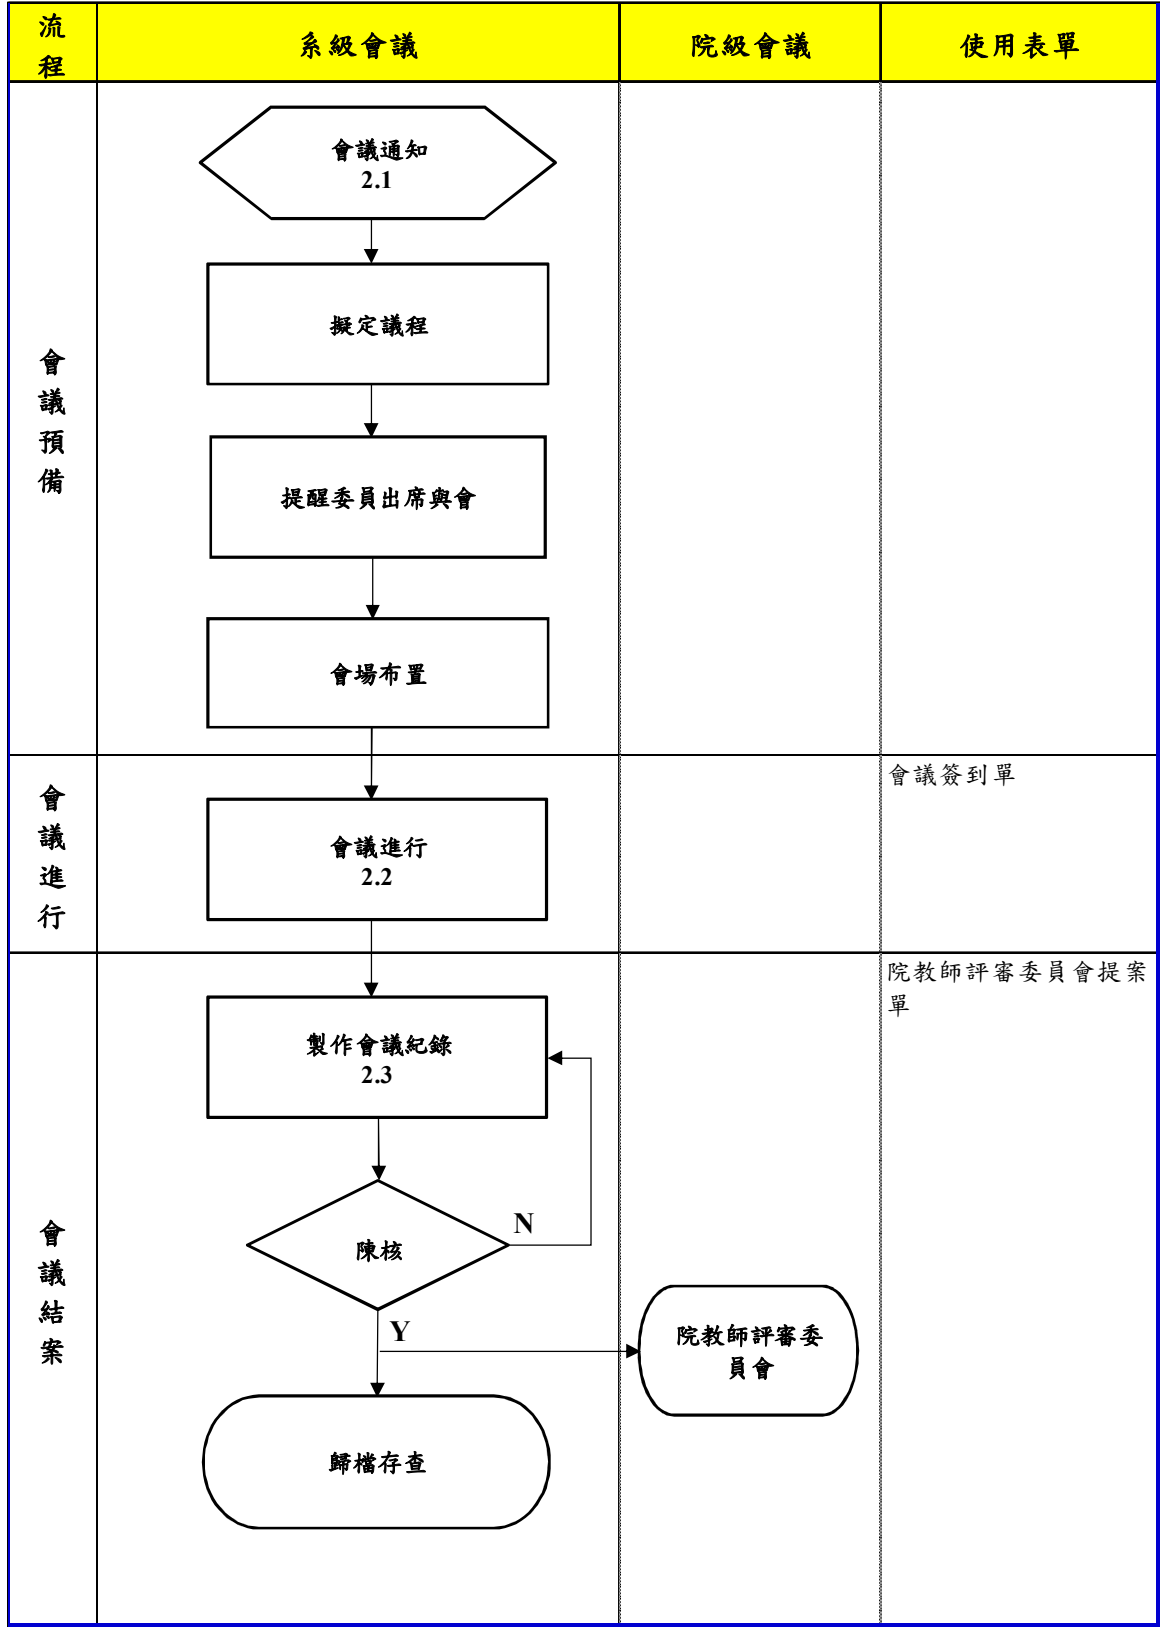 流
程
系級會議
院級會議
使用表單
會
議
預
備
會議通知
2.1
擬定議程
提醒委員出席與會
會場布置
會
議
進
行
會議進行
2.2
會議簽到單
會
議
結
案
製作會議紀錄
2.3
陳核
N
Y
歸檔存查
院教師評審委
員會
院教師評審委員會提案
單